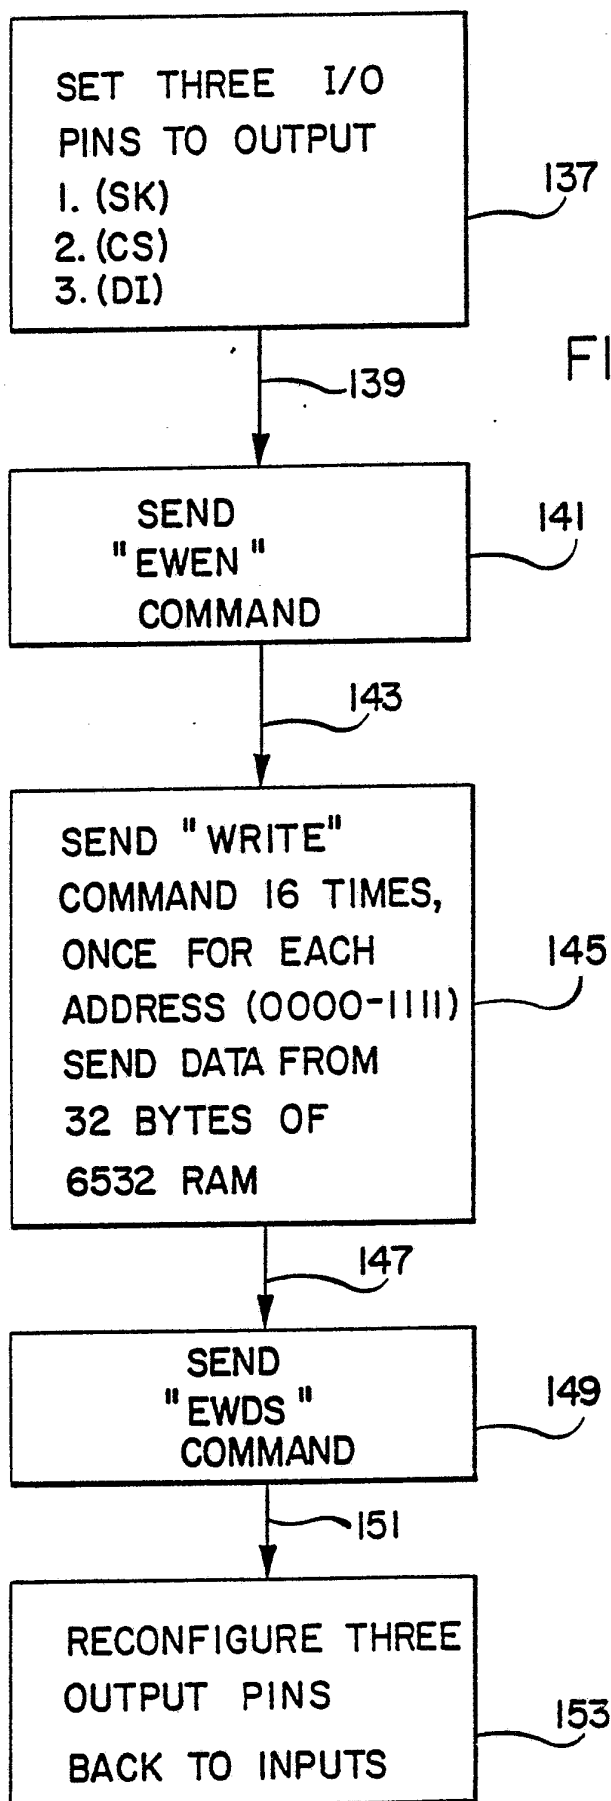 SET THREE I/O
PINS TO OUTPUT
1. (SK)
2. (CS)
3. (DI)
137
FI
139
SEND
"EWEN"
COMMAND
141
143
SEND "WRITE"
COMMAND 16 TIMES,
ONCE FOR EACH
ADDRESS (0000-1111)
SEND DATA FROM
32 BYTES OF
6532 RAM
145
147
SEND
"EWDS"
COMMAND
149
151
RECONFIGURE THREE
OUTPUT PINS
BACK TO INPUTS
153